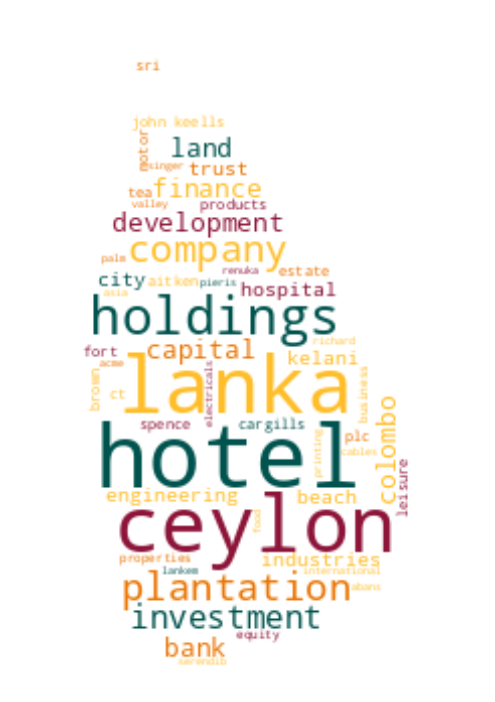 sri
john keells
motor
land
singer
trust
tea
finance
valley
products
development
company
palm
renuka
estate
city
aitken
pieris
hospital
asia
holdings
richard
fort
capital
kelani
acme
lanka
electricals
business
brown
ct
spence
cargills
plc
colombo
printing
cables
hotel
leisure
engineering
beach
ceylon
food
properties
industries
lankem
international
plantation
abans
investment
equity
bank
serendib